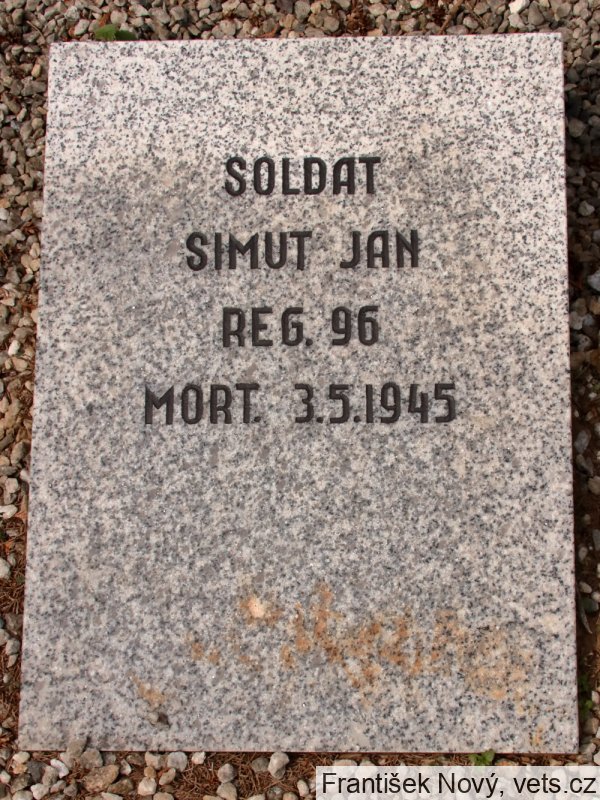 SOLDAT
SIMUT JAN
REG. 96
MORT. 3.5.1945
František Nový, vets.cz